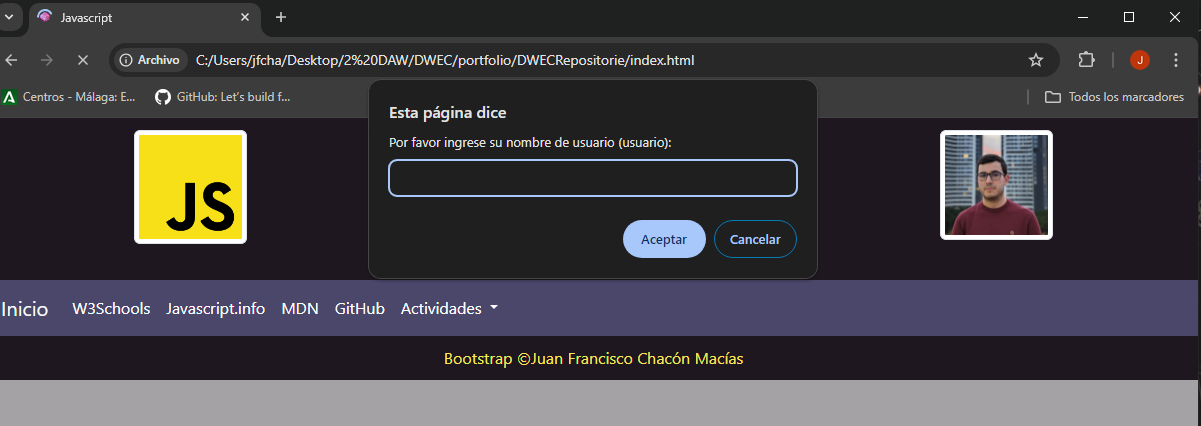 Javascript
Archivo C:/Users/jfcha/Desktop/2%20DAW/DWEC/portfolio/DWECRepositorie/index.html J
Centros - Málaga: E... GitHub: Let's build f... Todos los marcadores
Esta página dice
Por favor ingrese su nombre de usuario (usuario):
Aceptar Cancelar
JS
Inicio W3Schools Javascript.info MDN GitHub Actividades
Bootstrap ©Juan Francisco Chacón Macías